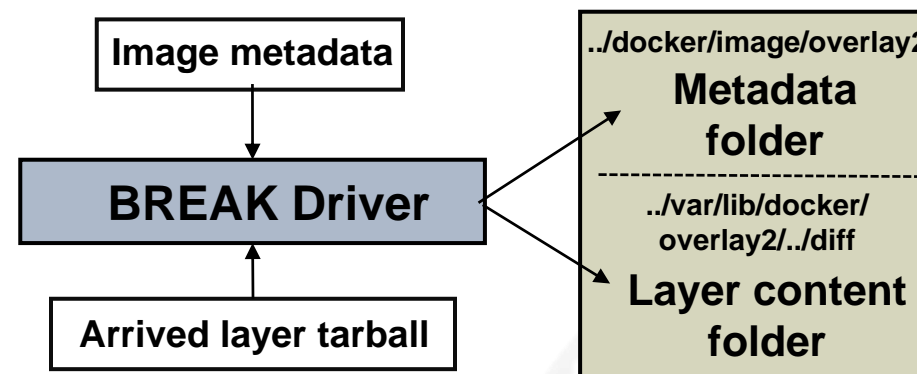 Image metadata
BREAK Driver
Arrived layer tarball
../docker/image/overlay2
Metadata
folder
../var/lib/docker/
overlay2/../diff
Layer content
folder